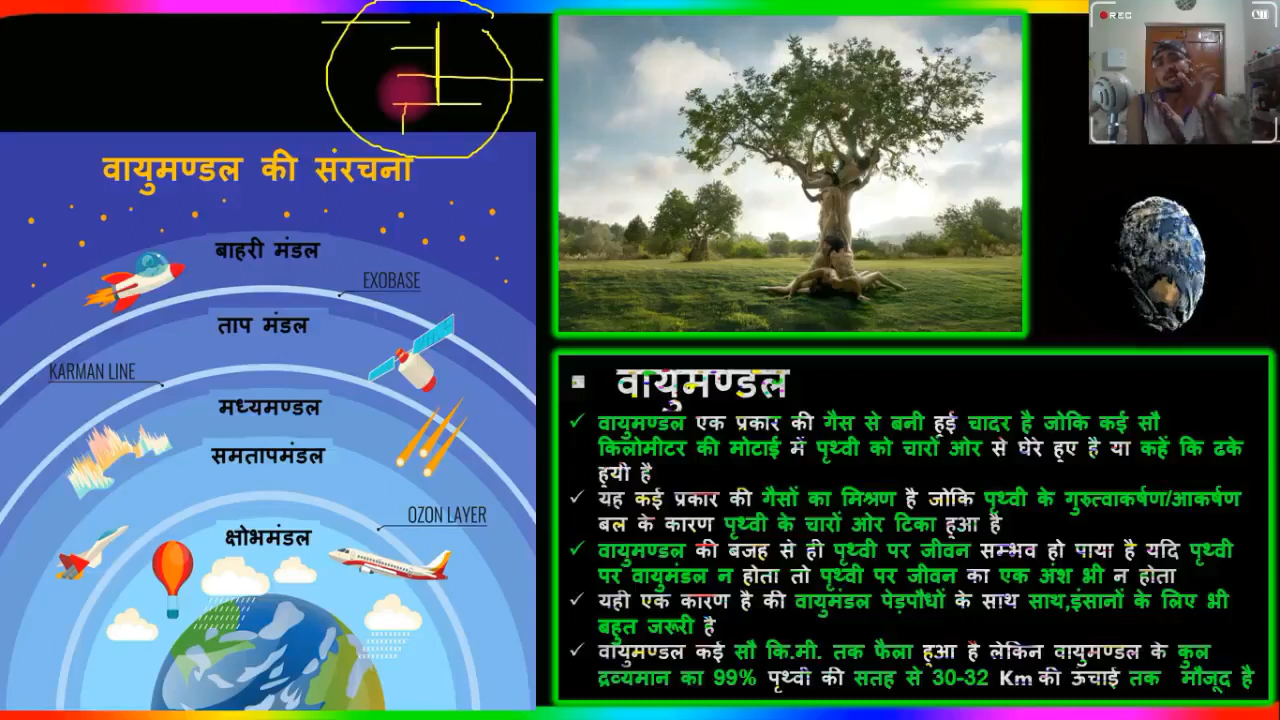 REC
वायुमण्डल की संरचना
बाहरी मंडल
EXOBASE
ताप मंडल
KARMAN LINE
मध्यमण्डल
समतापमंडल
OZON LAYER
क्षोभमंडल
वायुमण्डल
वायुमण्डल एक प्रकार की गैस से बनी हुई चादर है जोकि कई सौ
किलोमीटर की मोटाई में पृथ्वी को चारों ओर से घेरे हुए है या कहें कि ढके
हुयी है
यह कई प्रकार की गैसों का मिश्रण है जोकि पृथ्वी के गुरुत्वाकर्षण/आकर्षण
बल के कारण पृथ्वी के चारों ओर टिका हुआ है
वायुमण्डल की बजह से ही पृथ्वी पर जीवन सम्भव हो पाया है यदि पृथ्वी
पर वायुमंडल न होता तो पृथ्वी पर जीवन का एक अंश भी न होता
यही एक कारण है की वायुमंडल पेड़पौधों के साथ साथ,इंसानों के लिए भी
बहुत जरूरी है
वायुमण्डल कई सौ कि.मी. तक फैला हुआ है लेकिन वायुमण्डल के कुल
द्रव्यमान का 99% पृथ्वी की सतह से 30-32 Km की ऊंचाई तक मौजूद है